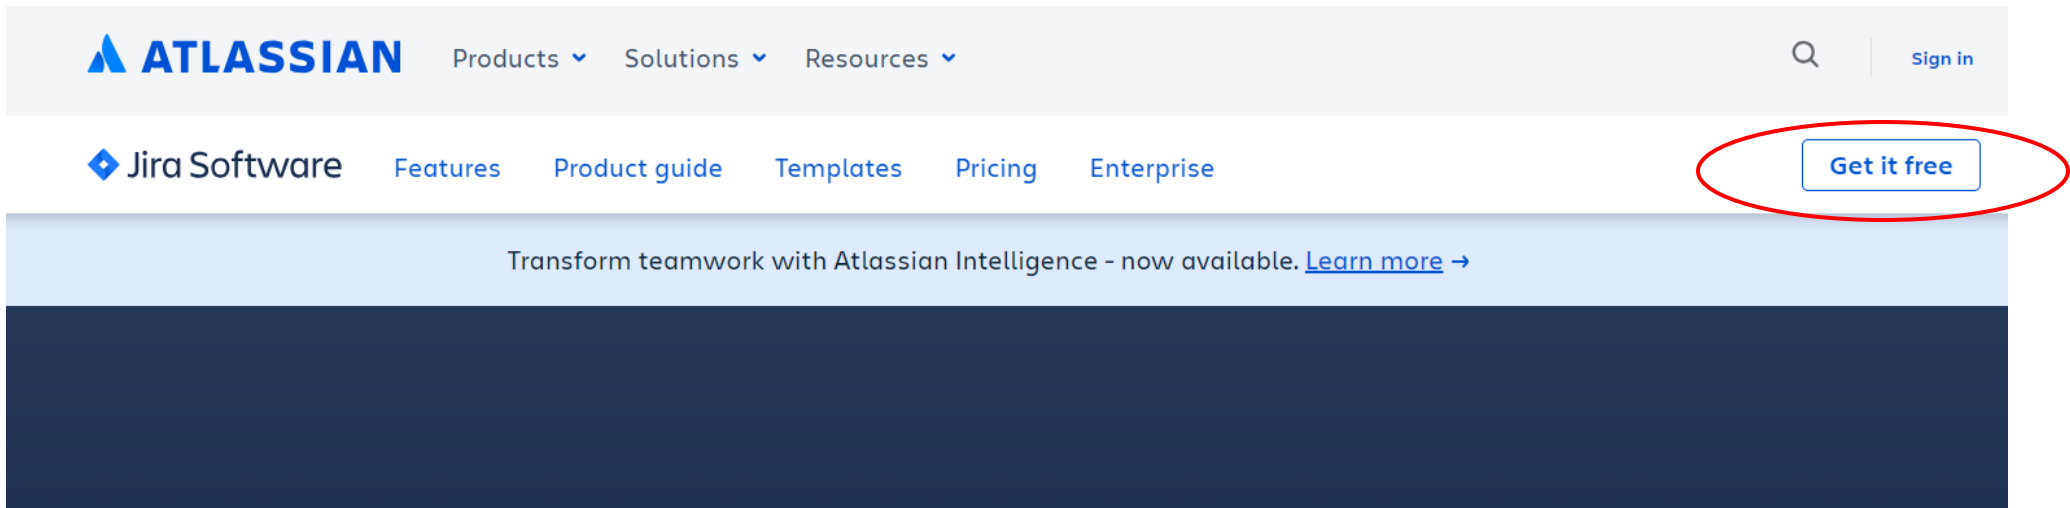 ATLASSIAN Products Solutions Resources Sign in
Jira Software Features Product guide Templates Pricing Enterprise Get it free
Transform teamwork with Atlassian Intelligence - now available. Learn more →